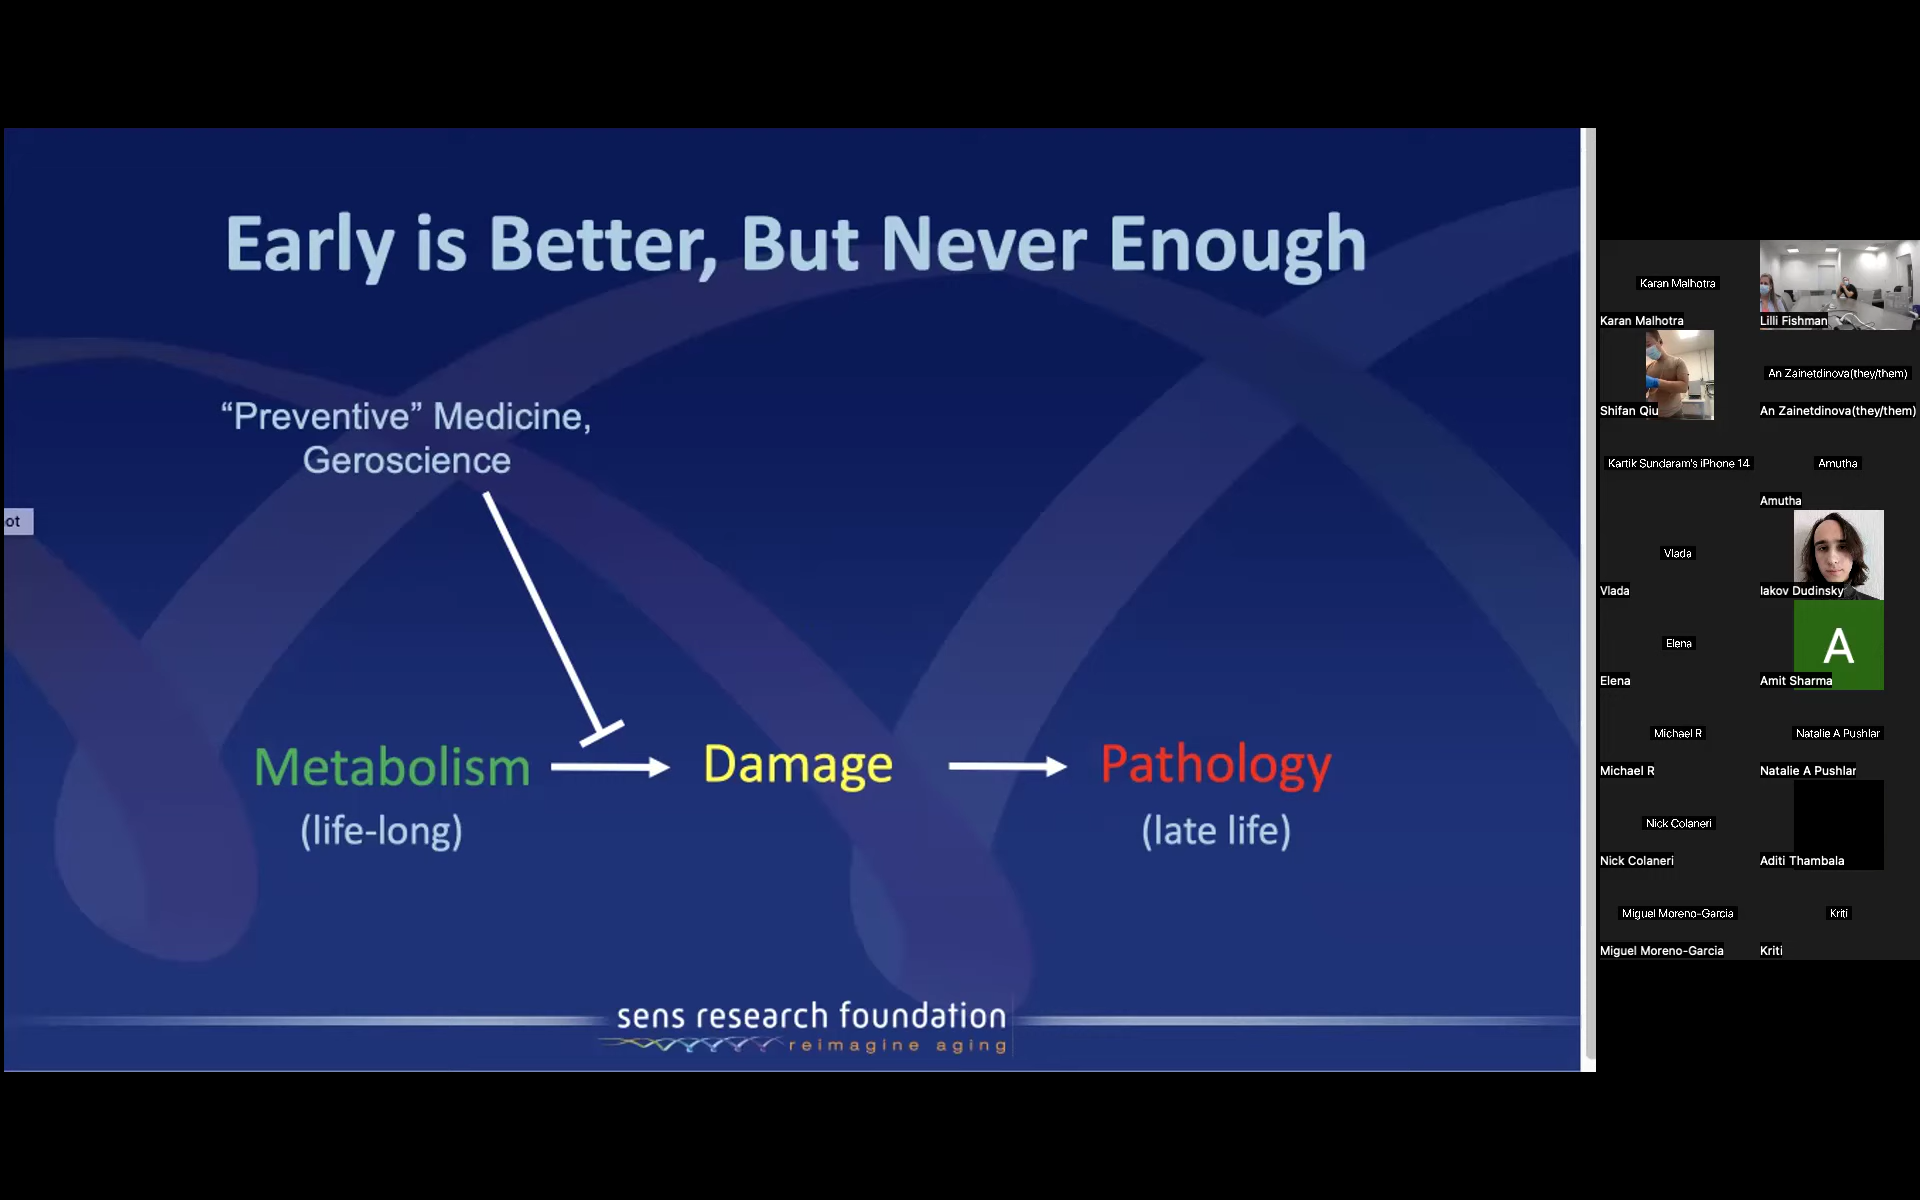 Early is Better, But Never Enough
“Preventive” Medicine,
Geroscience
ot
Metabolism
Damage
Pathology
(life-long)
(late life)
sens research foundation
reimagine aging
Karan Malhotra
Karan Malhotra
Lilli Fishman
An Zainetdinova(they/them)
Shifan Qiu
An Zainetdinova(they/them)
Kartik Sundaram's iPhone 14
Amutha
Amutha
Vlada
Vlada
Iakov Dudinsky
Elena
A
Elena
Amit Sharma
Michael R
Natalie A Pushlar
Michael R
Natalie A Pushlar
Nick Colaneri
Nick Colaneri
Aditi Thambala
Miguel Moreno-Garcia
Kriti
Miguel Moreno-Garcia
Kriti